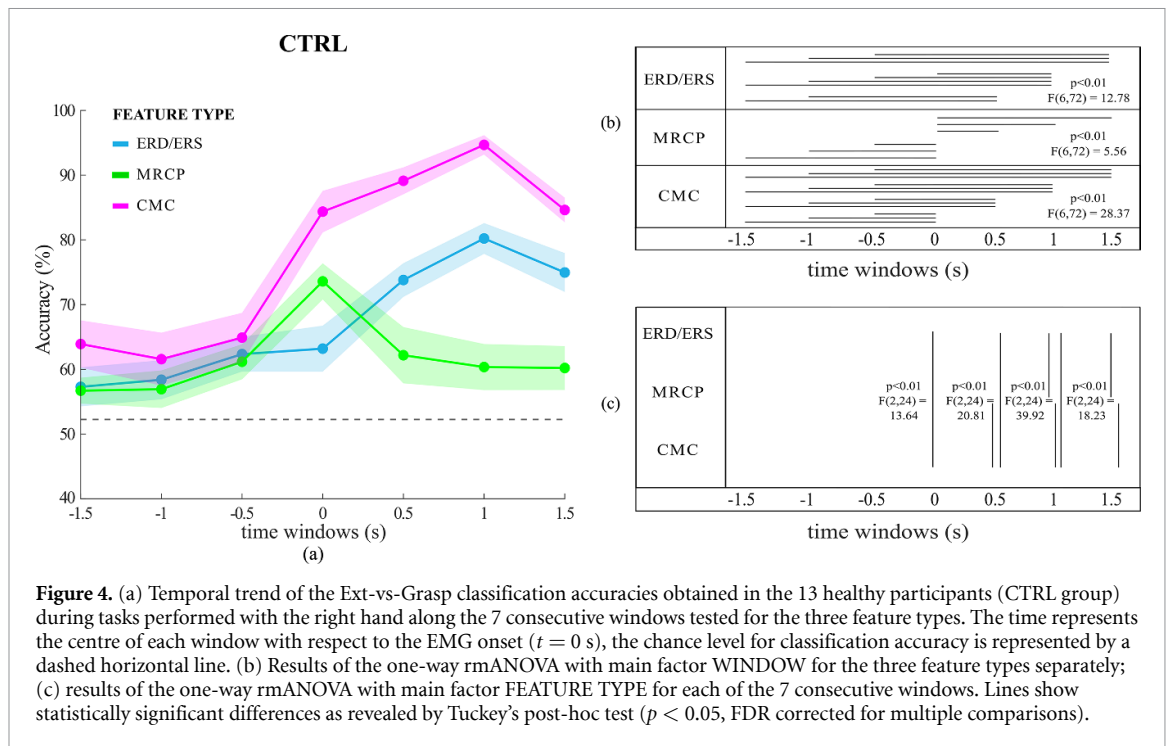 CTRL
FEATURE TYPE
ERD/ERS
MRCP
CMC
Accuracy (%)
100
90
80
70
60
50
40
-1.5 -1 -0.5 0 0.5 1 1.5
time windows (s)
(a)
(b)
ERD/ERS
p<0.01
F(6,72) = 12.78
MRCP
p<0.01
F(6,72) = 5.56
CMC
p<0.01
F(6,72) = 28.37
-1.5 -1 -0.5 0 0.5 1 1.5
time windows (s)
(c)
ERD/ERS
MRCP
CMC
p<0.01
F(2,24) =
13.64
p<0.01
F(2,24) =
20.81
p<0.01
F(2,24) =
39.92
p<0.01
F(2,24) =
18.23
-1.5 -1 -0.5 0 0.5 1 1.5
time windows (s)
Figure 4. (a) Temporal trend of the Ext-vs-Grasp classification accuracies obtained in the 13 healthy participants (CTRL group)
during tasks performed with the right hand along the 7 consecutive windows tested for the three feature types. The time represents
the centre of each window with respect to the EMG onset (t = 0 s), the chance level for classification accuracy is represented by a
dashed horizontal line. (b) Results of the one-way rmANOVA with main factor WINDOW for the three feature types separately;
(c) results of the one-way rmANOVA with main factor FEATURE TYPE for each of the 7 consecutive windows. Lines show
statistically significant differences as revealed by Tuckey's post-hoc test (p < 0.05, FDR corrected for multiple comparisons).